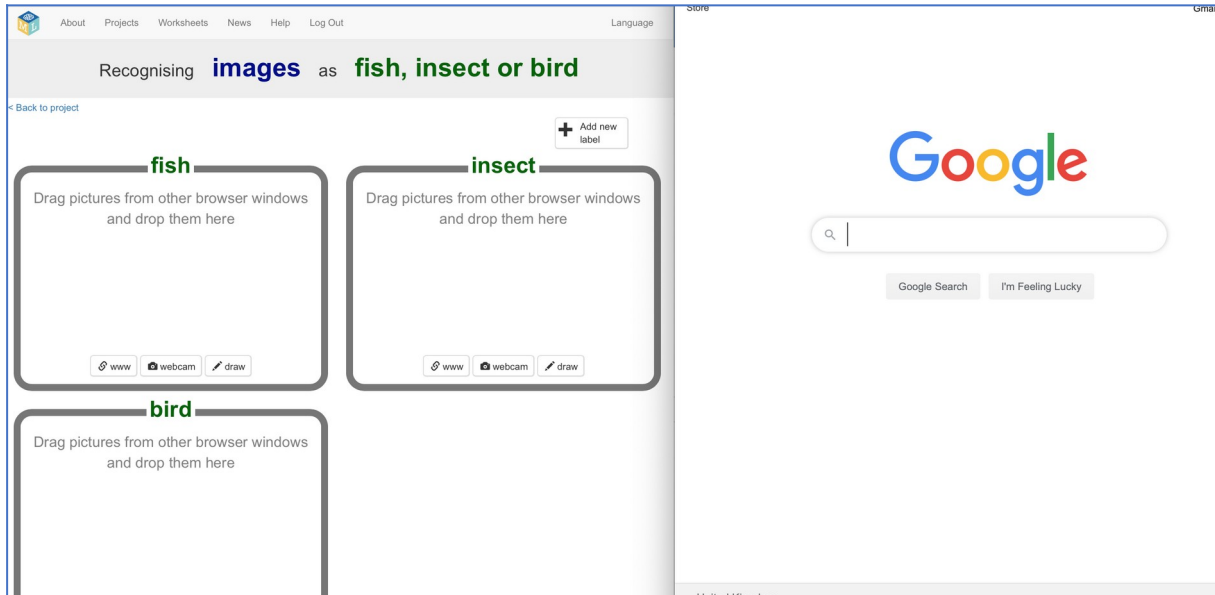 About Projects Worksheets News Help Log Out Language
Recognising images as fish, insect or bird
< Back to project
Add new
label
fish
Drag pictures from other browser windows
and drop them here
www webcam draw
insect
Drag pictures from other browser windows
and drop them here
www webcam draw
bird
Drag pictures from other browser windows
and drop them here
Store
Google
Google Search I'm Feeling Lucky